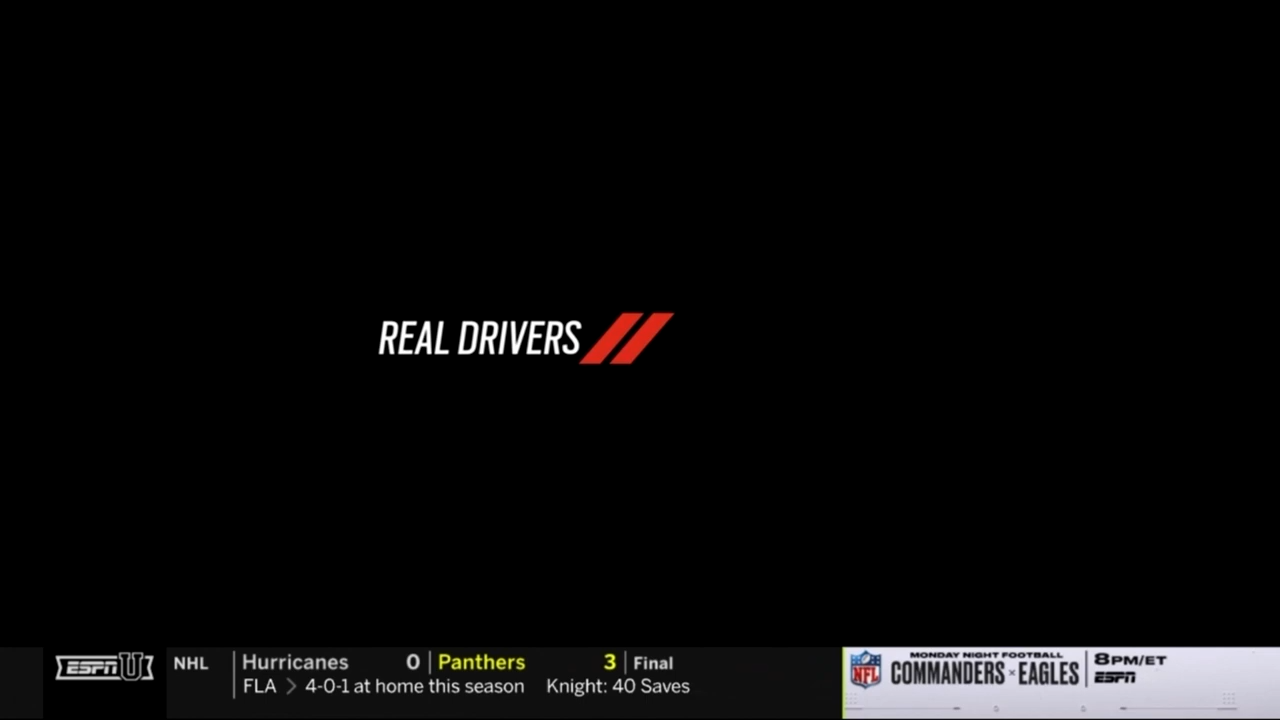 REAL DRIVERS
ESPN U
NHL
Hurricanes 0
Panthers 3
Final
FLA > 4-0-1 at home this season Knight: 40 Saves
NFL
MONDAY NIGHT FOOTBALL
COMMANDERS × EAGLES
8PM/ET
ESPN